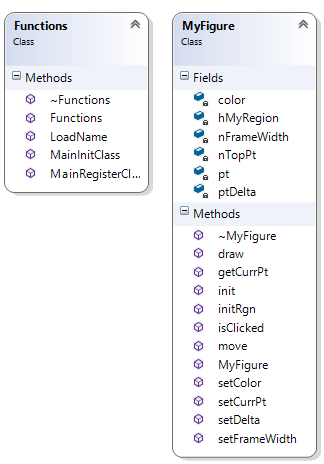 Functions
Class
Methods
~Functions
Functions
LoadName
MainInitClass
MainRegisterCl...
MyFigure
Class
Fields
color
hMyRegion
nFrameWidth
nTopPt
pt
ptDelta
Methods
~MyFigure
draw
getCurrPt
init
initRgn
isClicked
move
MyFigure
setColor
setCurrPt
setDelta
setFrameWidth